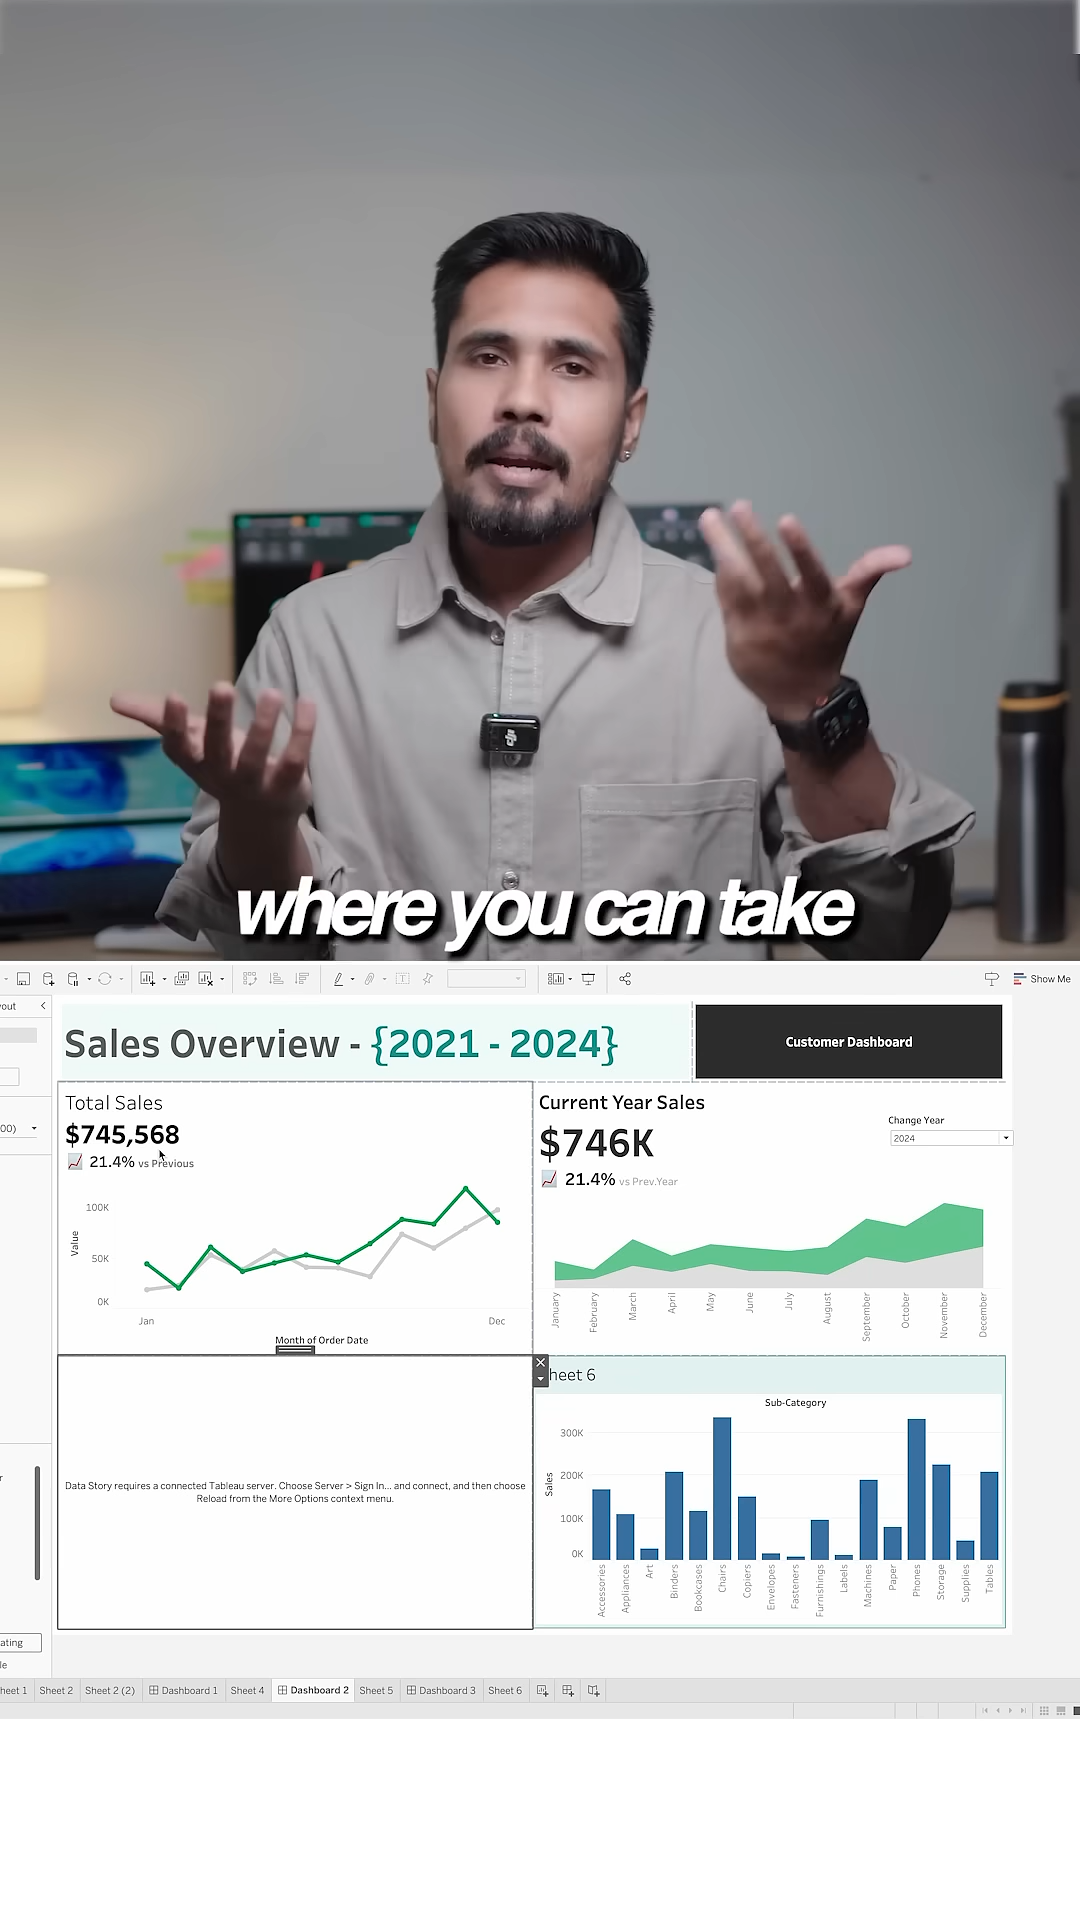 where you can take
Show Me
out
Sales Overview - {2021 - 2024}
Customer Dashboard
Total Sales
$745,568
21.4% vs Previous
100K
50K
0K
Value
Jan
Dec
Month of Order Date
Current Year Sales
$746K
21.4% vs Prev.Year
Change Year
2024
January
February
March
April
May
June
July
August
September
October
November
December
00)
Data Story requires a connected Tableau server. Choose Server > Sign In... and connect, and then choose
Reload from the More Options context menu.
heet 6
Sub-Category
300K
200K
100K
0K
Sales
Accessories
Appliances
Art
Binders
Bookcases
Chairs
Copiers
Envelopes
Fasteners
Furnishings
Labels
Machines
Paper
Phones
Storage
Supplies
Tables
r
ating
le
heet 1
Sheet 2
Sheet 2 (2)
Dashboard 1
Sheet 4
Dashboard 2
Sheet 5
Dashboard 3
Sheet 6